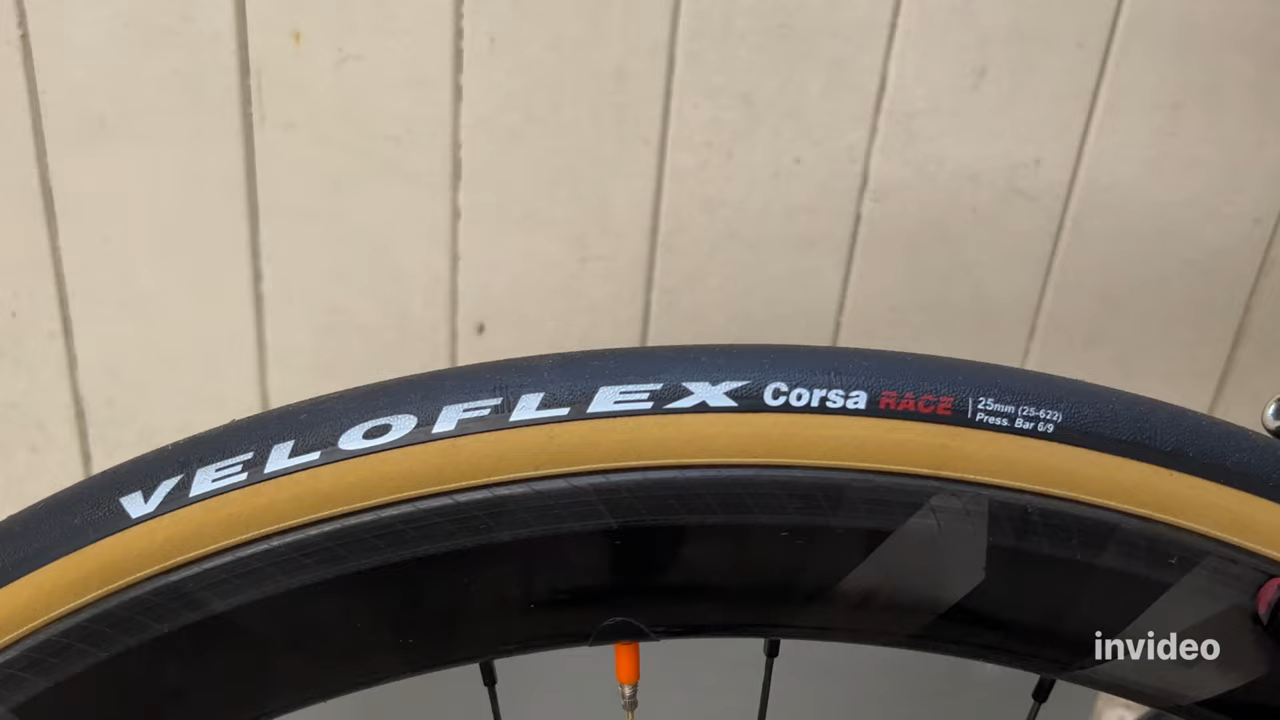 VELOFLEX Corsa RACE
25mm (25-622)
Press. Bar 6/9
invideo